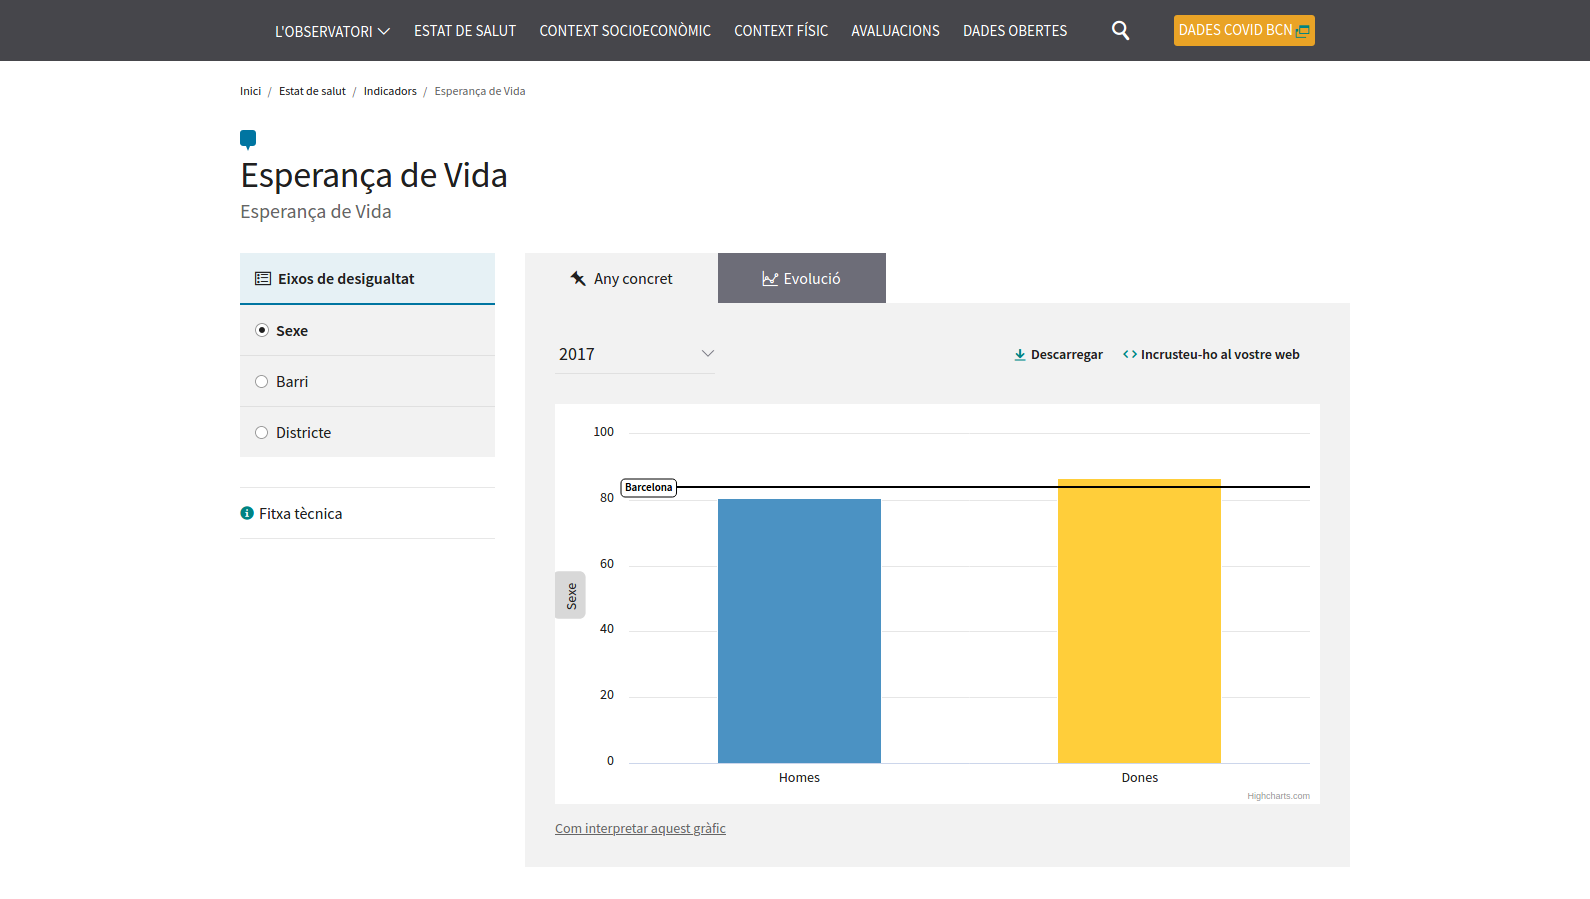 L'OBSERVATORI ESTAT DE SALUT CONTEXT SOCIOECONÒMIC CONTEXT FÍSIC AVALUACIONS DADES OBERTES DADES COVID BCN
Inici / Estat de salut / Indicadors / Esperança de Vida
Esperança de Vida
Esperança de Vida
Eixos de desigualtat
Sexe
Barri
Districte
Fitxa tècnica
Any concret Evolució
2017
Descarregar Incrusteu-ho al vostre web
100
Barcelona
80
60
Sexe
40
20
0
Homes Dones
Highcharts.com
Com interpretar aquest gràfic